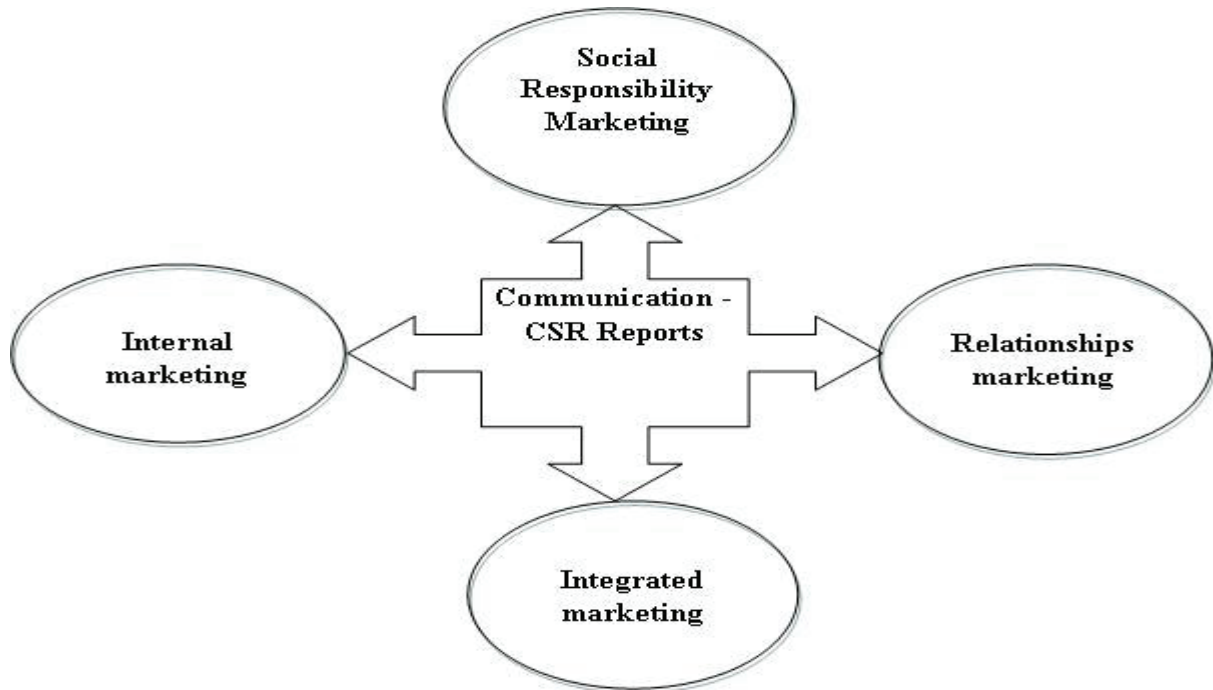 Social
Responsibility
Marketing
Communication -
CSR Reports
Internal
marketing
Relationships
marketing
Integrated
marketing